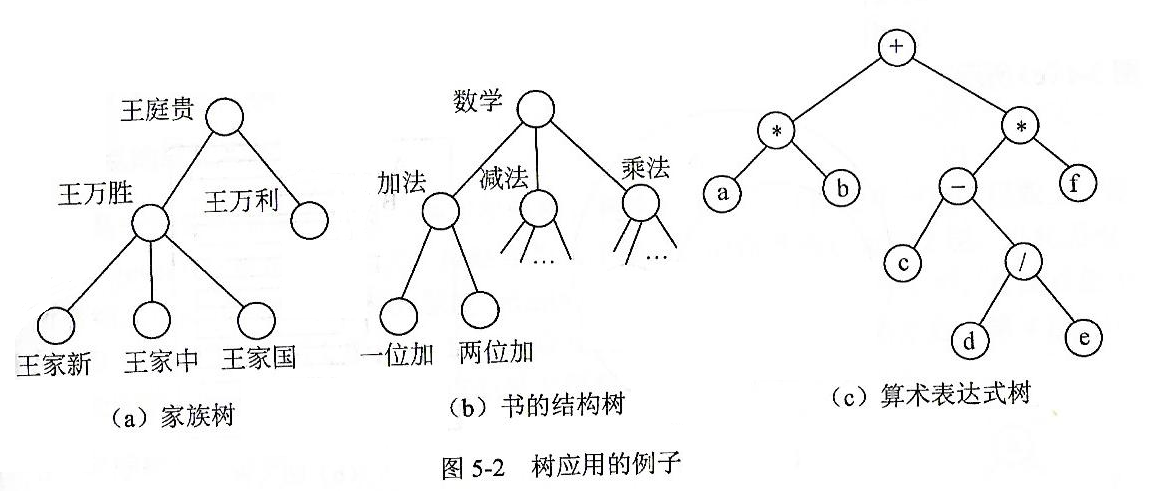 王庭贵
王万胜
王万利
王家新
王家中
王家国
(a) 家族树
数学
加法
减法
乘法
...
...
一位加
两位加
(b) 书的结构树
+
*
*
a
b
−
f
c
/
d
e
(c) 算术表达式树
图 5-2 树应用的例子